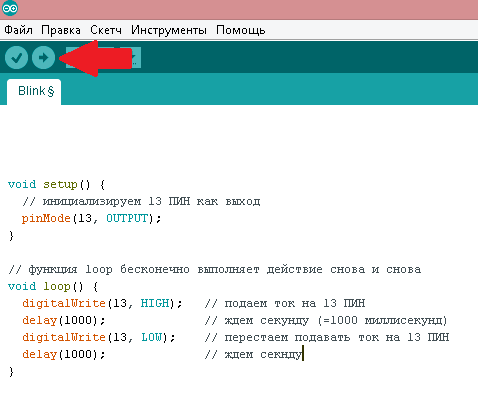 Файл Правка Скетч Инструменты Помощь
Blink §
void setup() {
  // инициализируем 13 ПИН как выход
  pinMode(13, OUTPUT);
}
// функция loop бесконечно выполняет действие снова и снова
void loop() {
  digitalWrite(13, HIGH);   // подаем ток на 13 ПИН
  delay(1000);              // ждем секунду (=1000 миллисекунд)
  digitalWrite(13, LOW);    // перестаем подавать ток на 13 ПИН
  delay(1000);              // ждем секнду
}